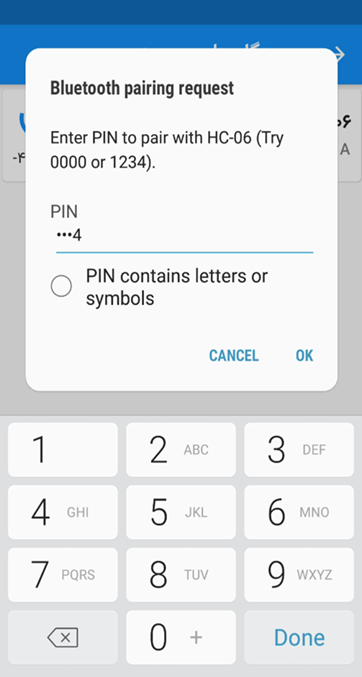 Bluetooth pairing request
Enter PIN to pair with HC-06 (Try
0000 or 1234).
PIN
•••4
PIN contains letters or
symbols
CANCEL OK
1 2 ABC 3 DEF
4 GHI 5 JKL 6 MNO
7 PQRS 8 TUV 9 WXYZ
0 + Done